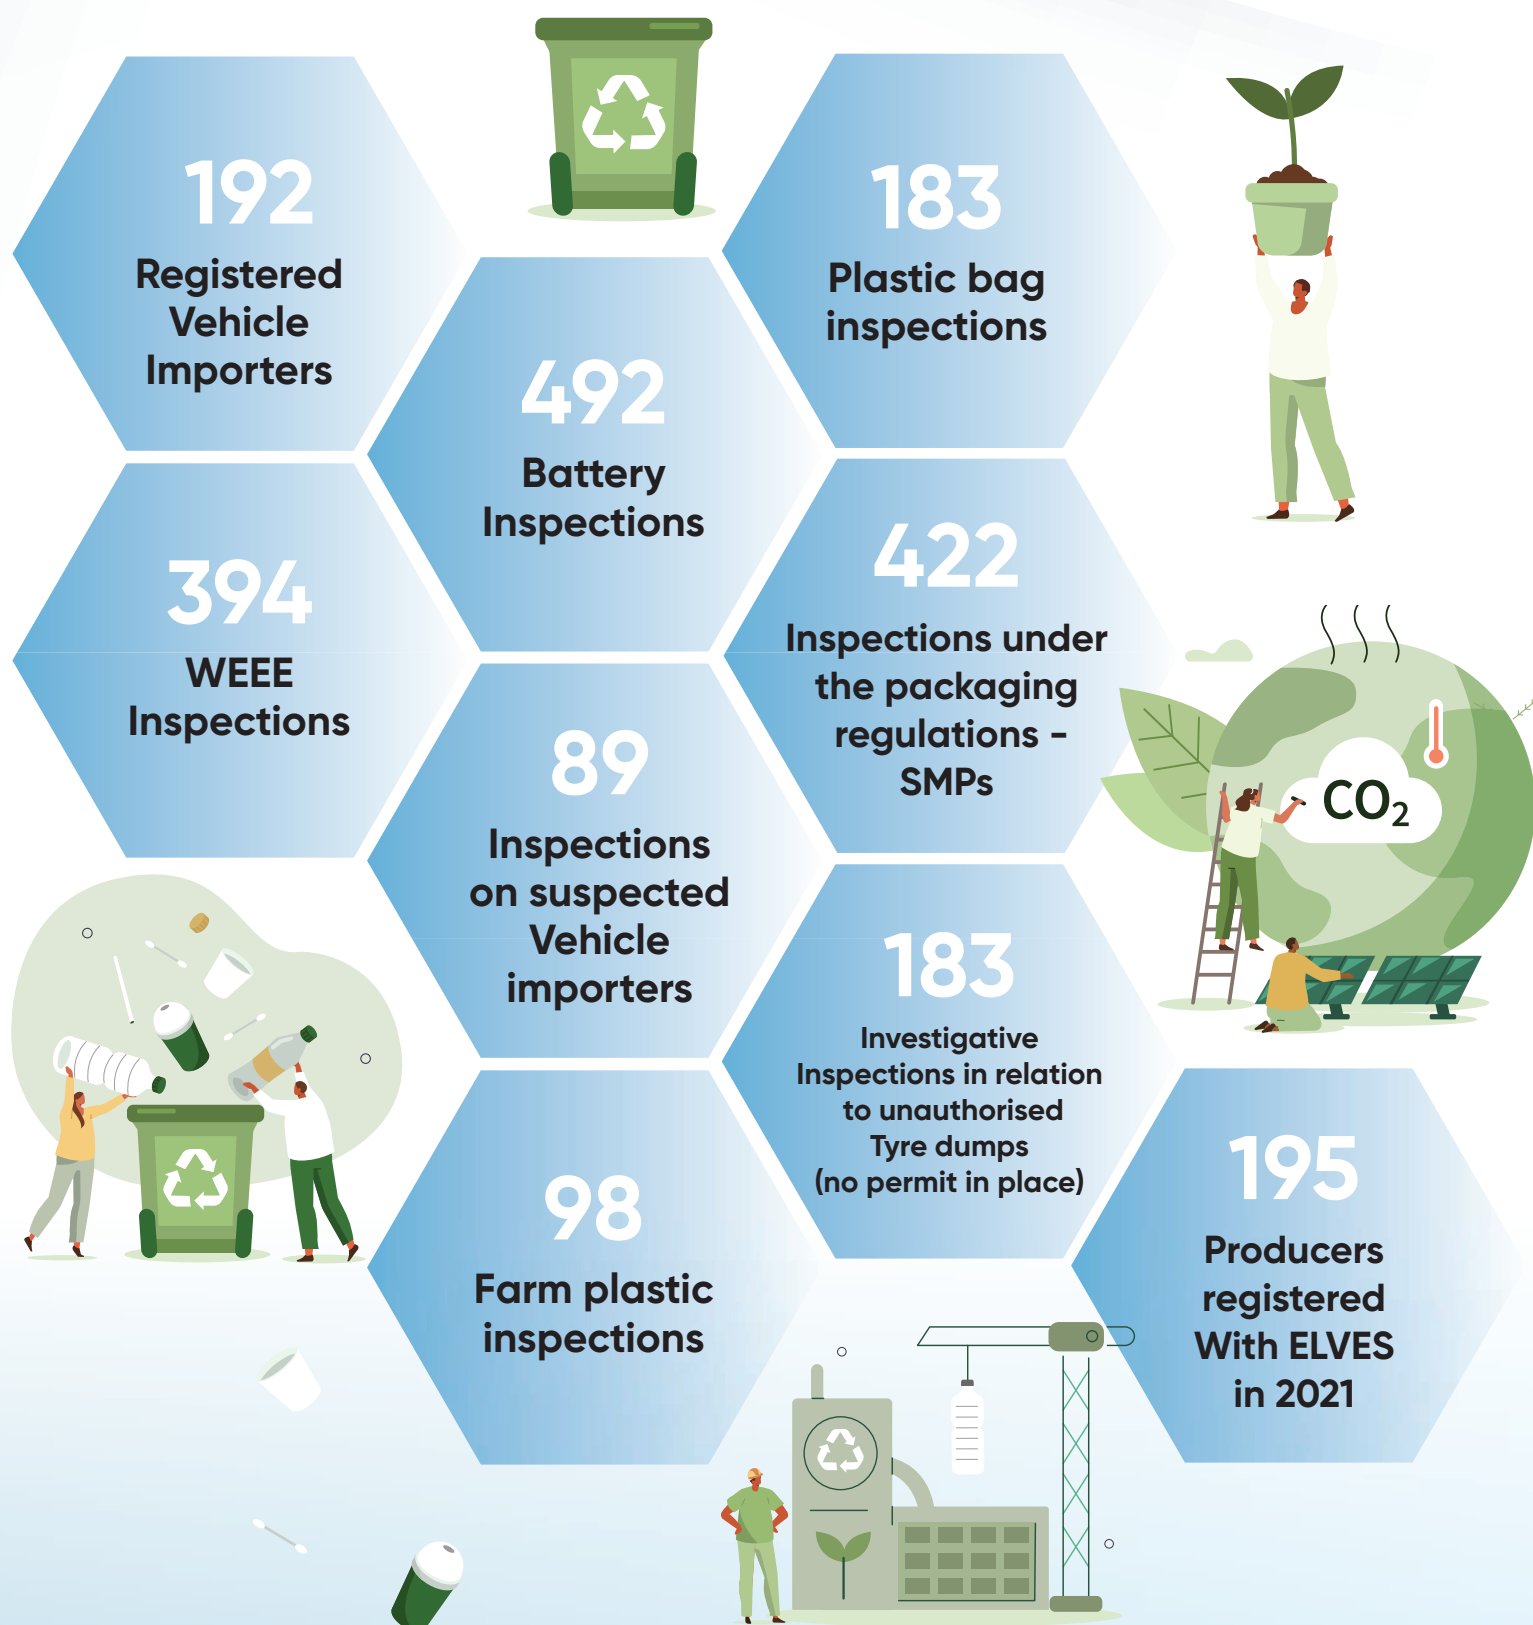 192
Registered
Vehicle
Importers
183
Plastic bag
inspections
492
Battery
Inspections
394
WEEE
Inspections
422
Inspections under
the packaging
regulations -
SMPs
89
Inspections
on suspected
Vehicle
importers
CO₂
183
Investigative
Inspections in relation
to unauthorised
Tyre dumps
(no permit in place)
98
Farm plastic
inspections
195
Producers
registered
With ELVES
in 2021